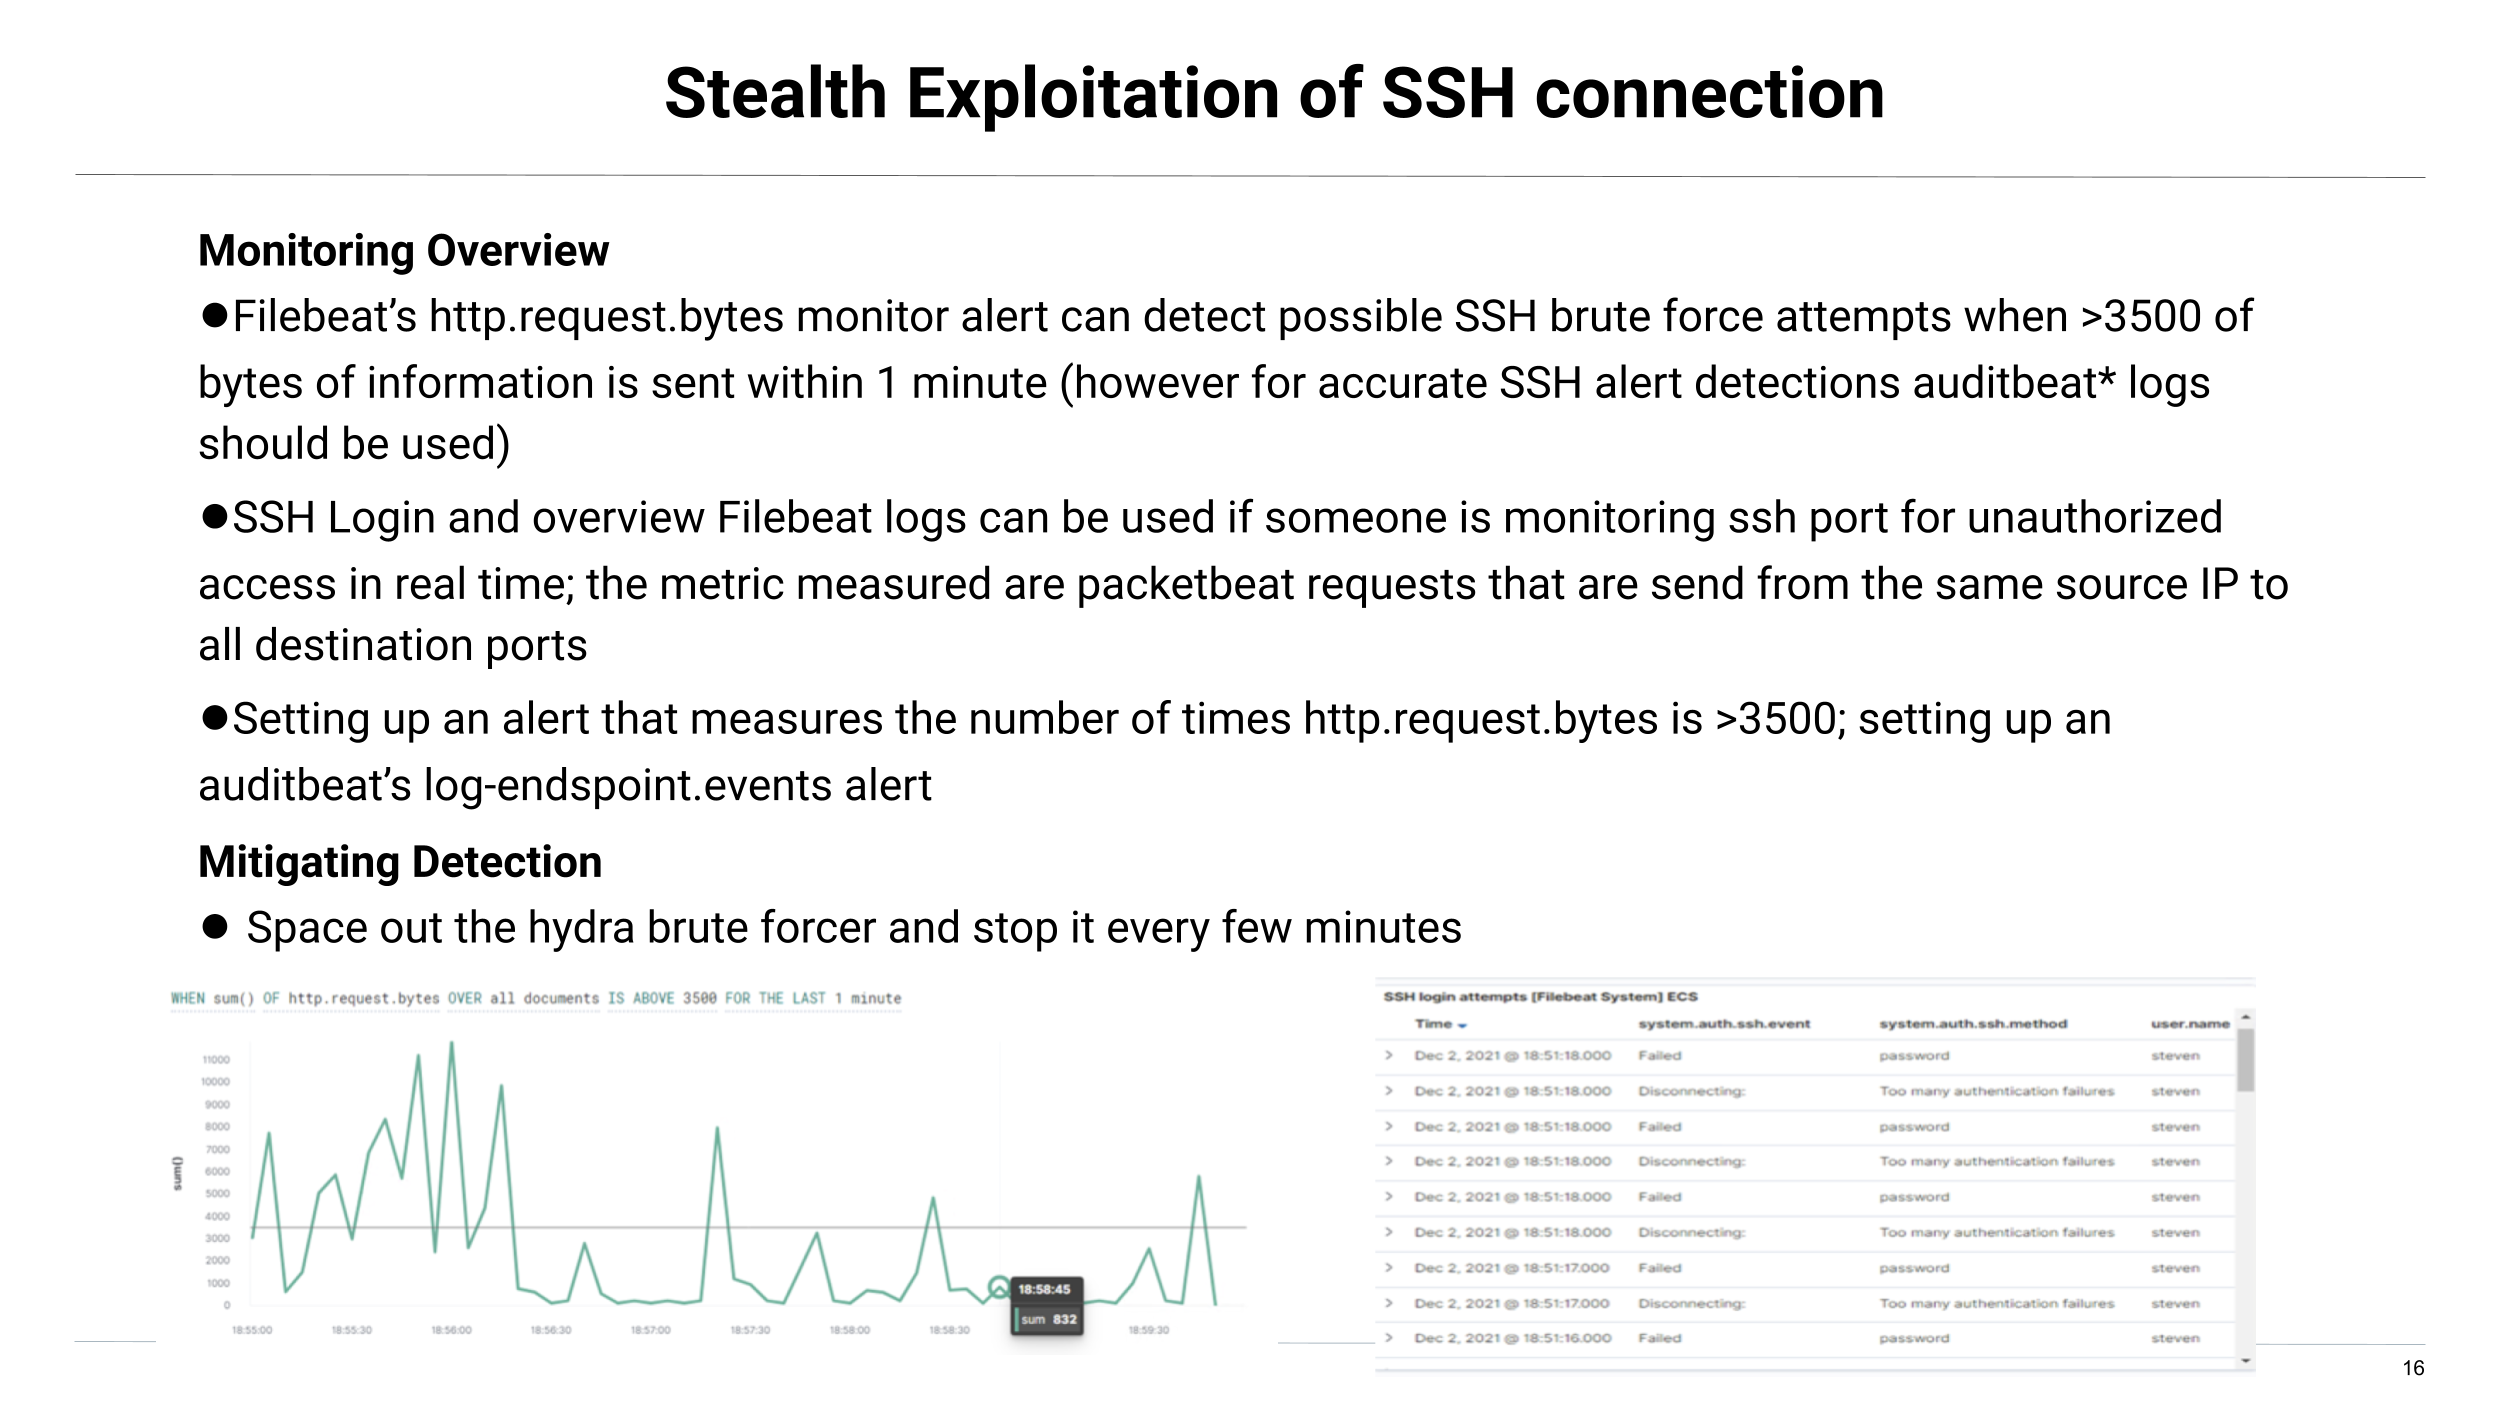 Stealth Exploitation of SSH connection
Monitoring Overview
●Filebeat’s http.request.bytes monitor alert can detect possible SSH brute force attempts when >3500 of
bytes of information is sent within 1 minute (however for accurate SSH alert detections auditbeat* logs
should be used)
●SSH Login and overview Filebeat logs can be used if someone is monitoring ssh port for unauthorized
access in real time; the metric measured are packetbeat requests that are send from the same source IP to
all destination ports
●Setting up an alert that measures the number of times http.request.bytes is >3500; setting up an
auditbeat’s log-endspoint.events alert
Mitigating Detection
● Space out the hydra brute forcer and stop it every few minutes
WHEN sum() OF http.request.bytes OVER all documents IS ABOVE 3500 FOR THE LAST 1 minute
sum()
11000
10000
9000
8000
7000
6000
5000
4000
3000
2000
1000
0
18:55:00 18:55:30 18:56:00 18:56:30 18:57:00 18:57:30 18:58:00 18:58:30 18:59:30
18:58:45
sum 832
SSH login attempts [Filebeat System] ECS
Time system.auth.ssh.event system.auth.ssh.method user.name
> Dec 2, 2021 @ 18:51:18.000 Failed password steven
> Dec 2, 2021 @ 18:51:18.000 Disconnecting: Too many authentication failures steven
> Dec 2, 2021 @ 18:51:18.000 Failed password steven
> Dec 2, 2021 @ 18:51:18.000 Disconnecting: Too many authentication failures steven
> Dec 2, 2021 @ 18:51:18.000 Failed password steven
> Dec 2, 2021 @ 18:51:18.000 Disconnecting: Too many authentication failures steven
> Dec 2, 2021 @ 18:51:17.000 Failed password steven
> Dec 2, 2021 @ 18:51:17.000 Disconnecting: Too many authentication failures steven
> Dec 2, 2021 @ 18:51:16.000 Failed password steven
16